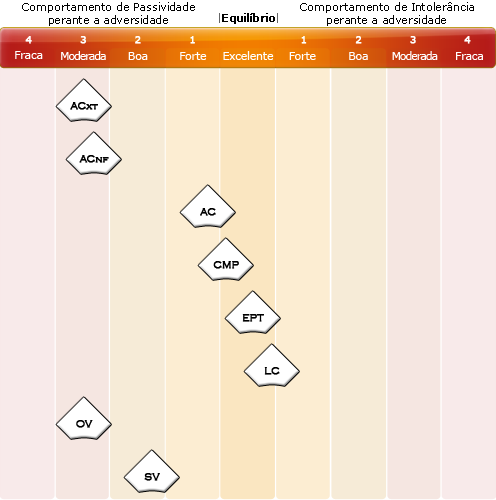 Comportamento de Passividade
perante a adversidade
|Equilíbrio|
Comportamento de Intolerância
perante a adversidade
4 3 2 1 1 2 3 4
Fraca Moderada Boa Forte Excelente Forte Boa Moderada Fraca
ACXT
ACNF
AC
CMP
EPT
LC
OV
SV